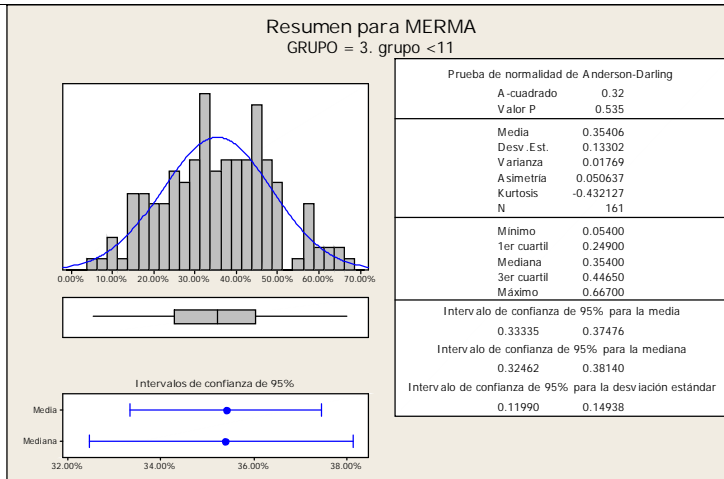 Resumen para MERMA
GRUPO = 3. grupo <11
0.00% 10.00% 20.00% 30.00% 40.00% 50.00% 60.00% 70.00%
Intervalos de confianza de 95%
Media
Mediana
32.00% 34.00% 36.00% 38.00%
Prueba de normalidad de Anderson-Darling
A-cuadrado 0.32
Valor P 0.535
Media 0.35406
Desv.Est. 0.13302
Varianza 0.01769
Asimetría 0.050637
Kurtosis -0.432127
N 161
Mínimo 0.05400
1er cuartil 0.24900
Mediana 0.35400
3er cuartil 0.44650
Máximo 0.66700
Intervalo de confianza de 95% para la media
0.33335 0.37476
Intervalo de confianza de 95% para la mediana
0.32462 0.38140
Intervalo de confianza de 95% para la desviación estándar
0.11990 0.14938